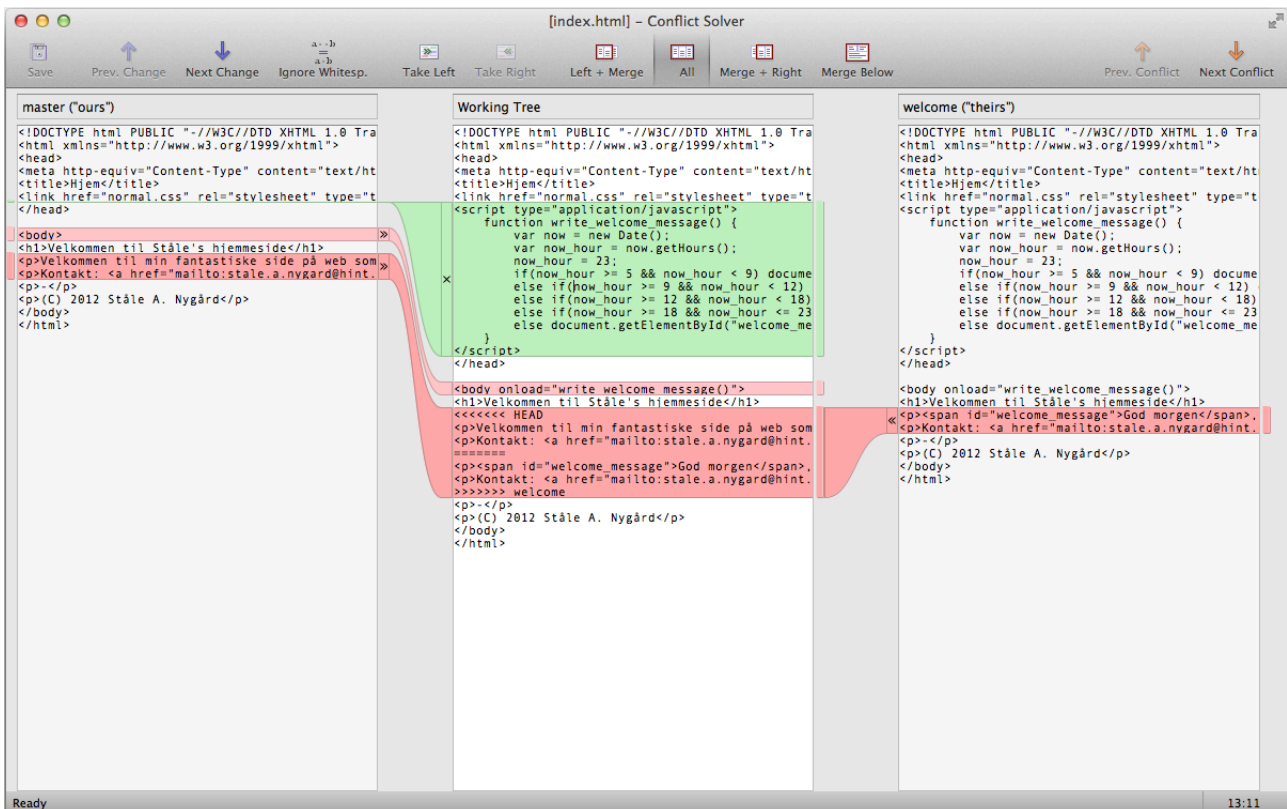 [index.html] – Conflict Solver
a··b
=
a-b
Save Prev. Change Next Change Ignore Whitesp. Take Left Take Right Left + Merge All Merge + Right Merge Below Prev. Conflict Next Conflict
master ("ours")
<!DOCTYPE html PUBLIC "-//W3C//DTD XHTML 1.0 Tra
<html xmlns="http://www.w3.org/1999/xhtml">
<head>
<meta http-equiv="Content-Type" content="text/ht
<title>Hjem</title>
<link href="normal.css" rel="stylesheet" type="t
</head>
<body>
<h1>Velkommen til Ståle's hjemmeside</h1>
<p>Velkommen til min fantastiske side på web som
<p>Kontakt: <a href="mailto:stale.a.nygard@hint.
<p>-</p>
<p>(C) 2012 Ståle A. Nygård</p>
</body>
</html>
Working Tree
<!DOCTYPE html PUBLIC "-//W3C//DTD XHTML 1.0 Tra
<html xmlns="http://www.w3.org/1999/xhtml">
<head>
<meta http-equiv="Content-Type" content="text/ht
<title>Hjem</title>
<link href="normal.css" rel="stylesheet" type="t
<script type="application/javascript">
function write_welcome_message() {
var now = new Date();
var now_hour = now.getHours();
now_hour = 23;
if(now_hour >= 5 && now_hour < 9) docume
else if(now_hour >= 9 && now_hour < 12)
else if(now_hour >= 12 && now_hour < 18)
else if(now_hour >= 18 && now_hour <= 23
else document.getElementById("welcome_me
}
</script>
</head>
<body onload="write_welcome_message()">
<h1>Velkommen til Ståle's hjemmeside</h1>
<<<<<<< HEAD
<p>Velkommen til min fantastiske side på web som
<p>Kontakt: <a href="mailto:stale.a.nygard@hint.
=======
<p><span id="welcome_message">God morgen</span>,
<p>Kontakt: <a href="mailto:stale.a.nygard@hint.
>>>>>>> welcome
<p>-</p>
<p>(C) 2012 Ståle A. Nygård</p>
</body>
</html>
welcome ("theirs")
<!DOCTYPE html PUBLIC "-//W3C//DTD XHTML 1.0 Tra
<html xmlns="http://www.w3.org/1999/xhtml">
<head>
<meta http-equiv="Content-Type" content="text/ht
<title>Hjem</title>
<link href="normal.css" rel="stylesheet" type="t
<script type="application/javascript">
function write_welcome_message() {
var now = new Date();
var now_hour = now.getHours();
now_hour = 23;
if(now_hour >= 5 && now_hour < 9) docume
else if(now_hour >= 9 && now_hour < 12)
else if(now_hour >= 12 && now_hour < 18)
else if(now_hour >= 18 && now_hour <= 23
else document.getElementById("welcome_me
}
</script>
</head>
<body onload="write_welcome_message()">
<h1>Velkommen til Ståle's hjemmeside</h1>
<p><span id="welcome_message">God morgen</span>,
<p>Kontakt: <a href="mailto:stale.a.nygard@hint.
<p>-</p>
<p>(C) 2012 Ståle A. Nygård</p>
</body>
</html>
Ready 13:11